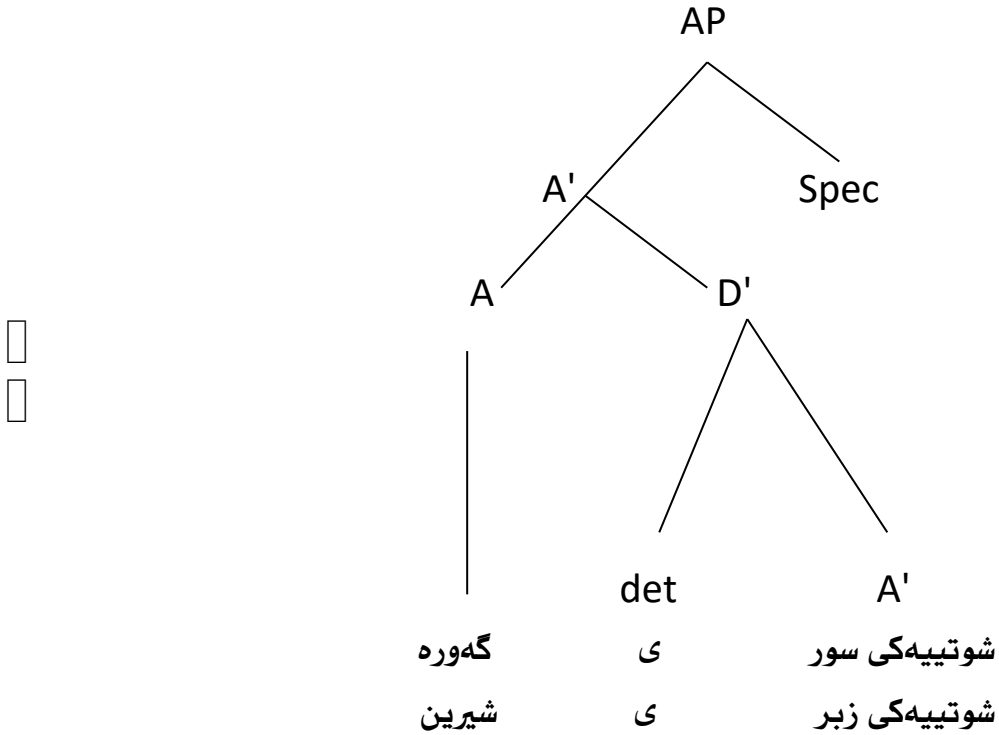 AP
A' Spec
A D'
det A'
شوتییەکی سور ی گەورە
شوتییەکی زبر ی شیرین